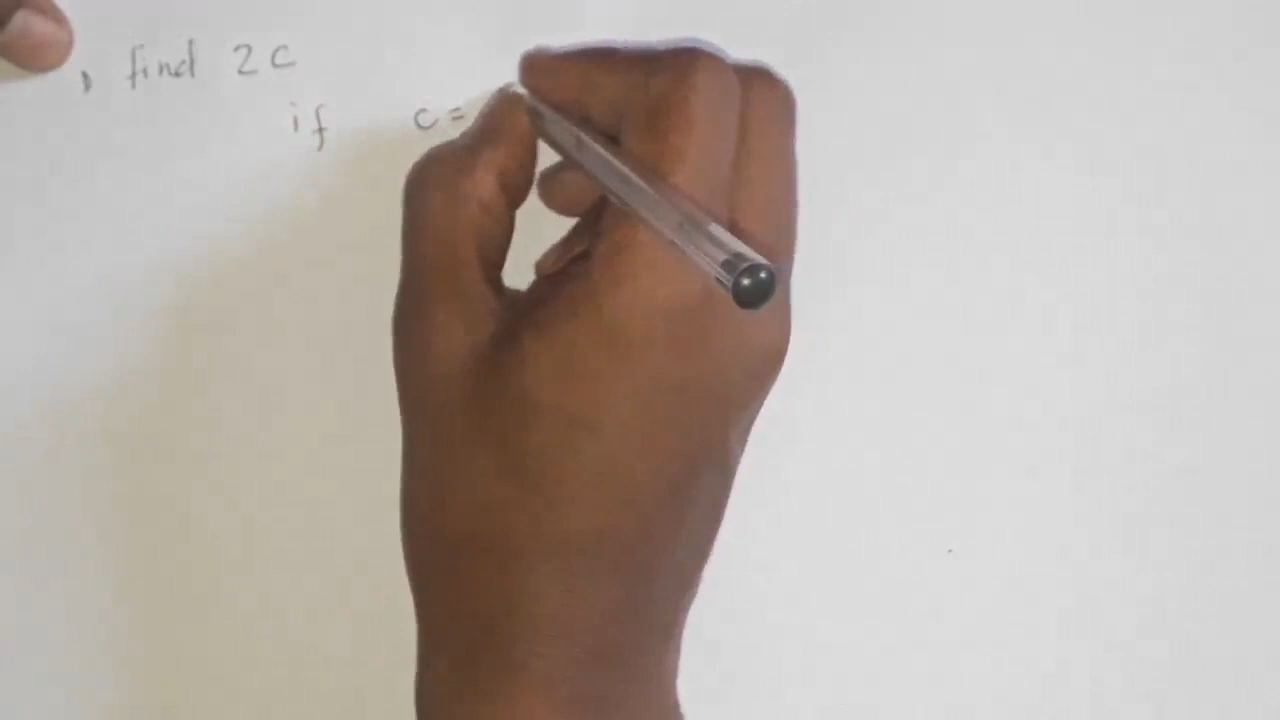 , find 2c
if c=